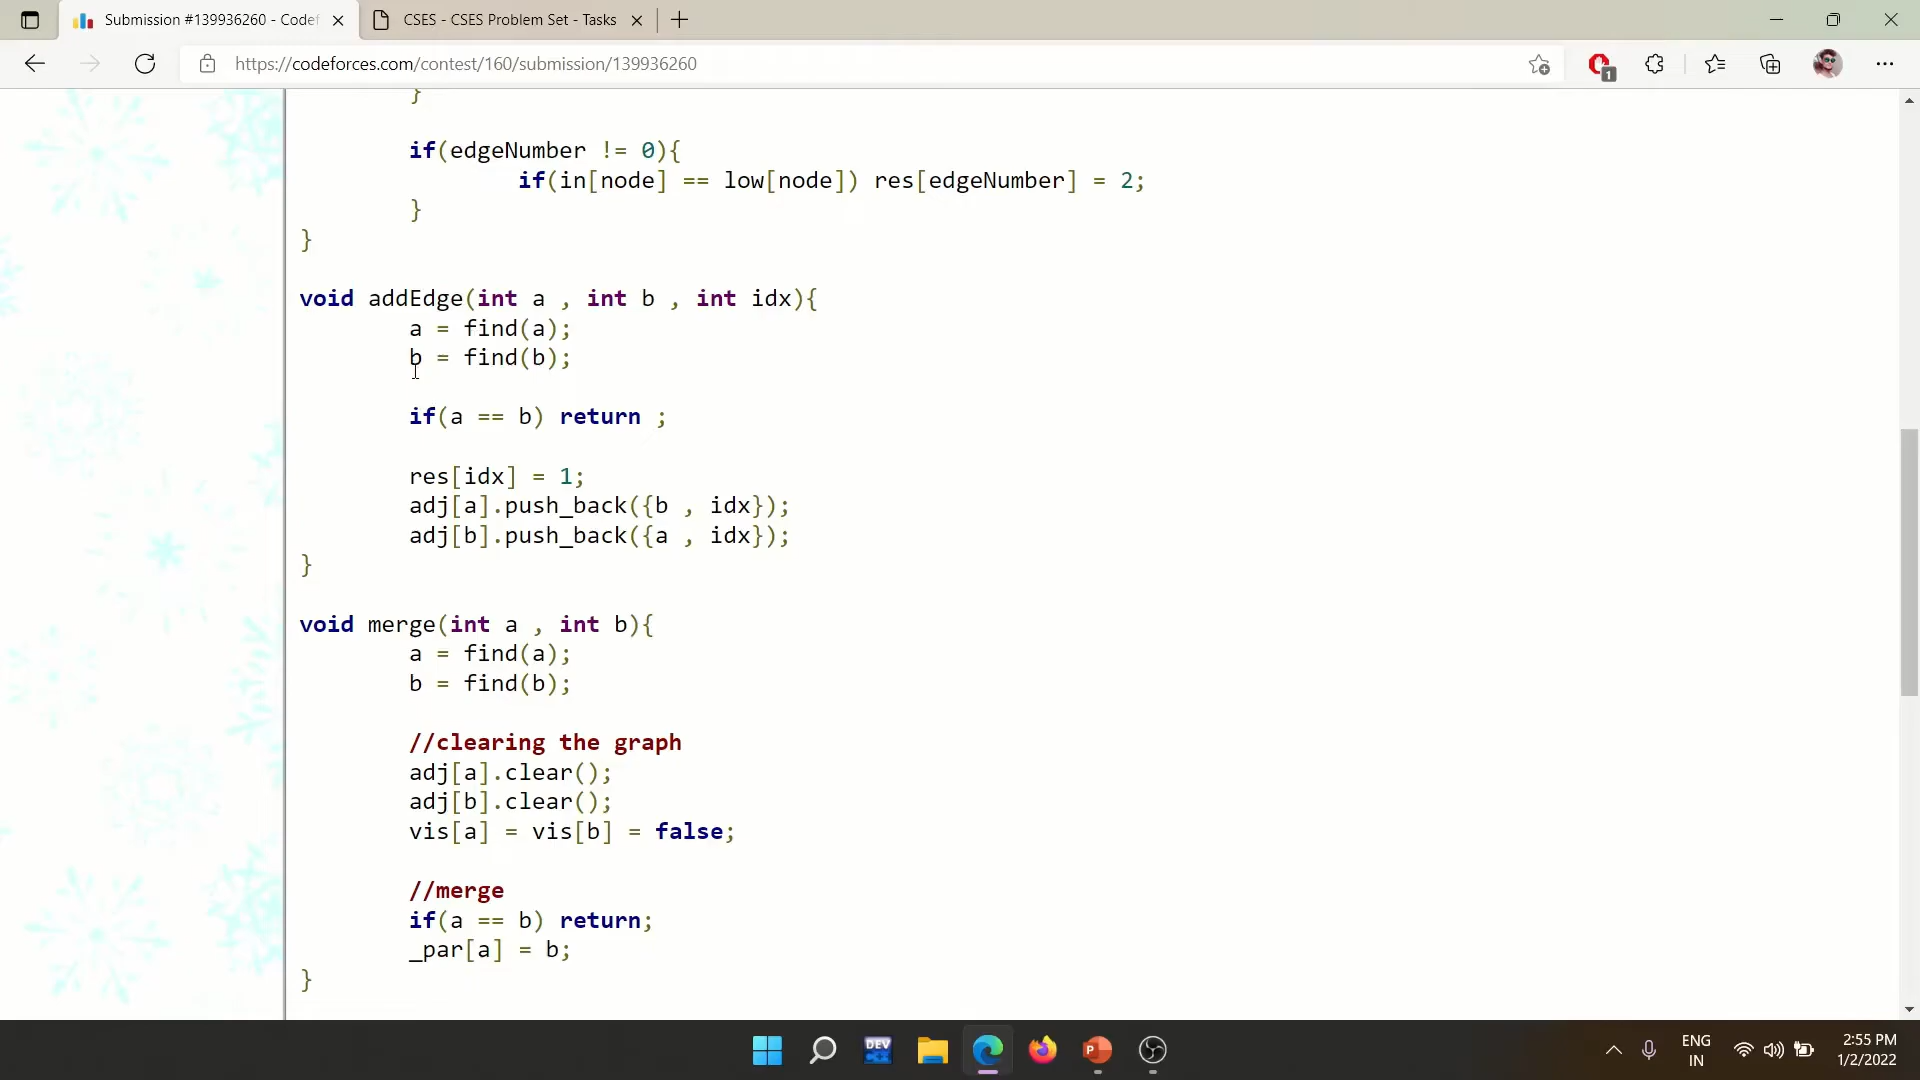 Submission #139936260 - Codef
CSES - CSES Problem Set - Tasks
https://codeforces.com/contest/160/submission/139936260
1
}
if(edgeNumber != 0){
if(in[node] == low[node]) res[edgeNumber] = 2;
}
}
void addEdge(int a , int b , int idx){
a = find(a);
b = find(b);
if(a == b) return ;
res[idx] = 1;
adj[a].push_back({b , idx});
adj[b].push_back({a , idx});
}
void merge(int a , int b){
a = find(a);
b = find(b);
//clearing the graph
adj[a].clear();
adj[b].clear();
vis[a] = vis[b] = false;
//merge
if(a == b) return;
_par[a] = b;
}
DEV
P
ENG
IN
2:55 PM
1/2/2022